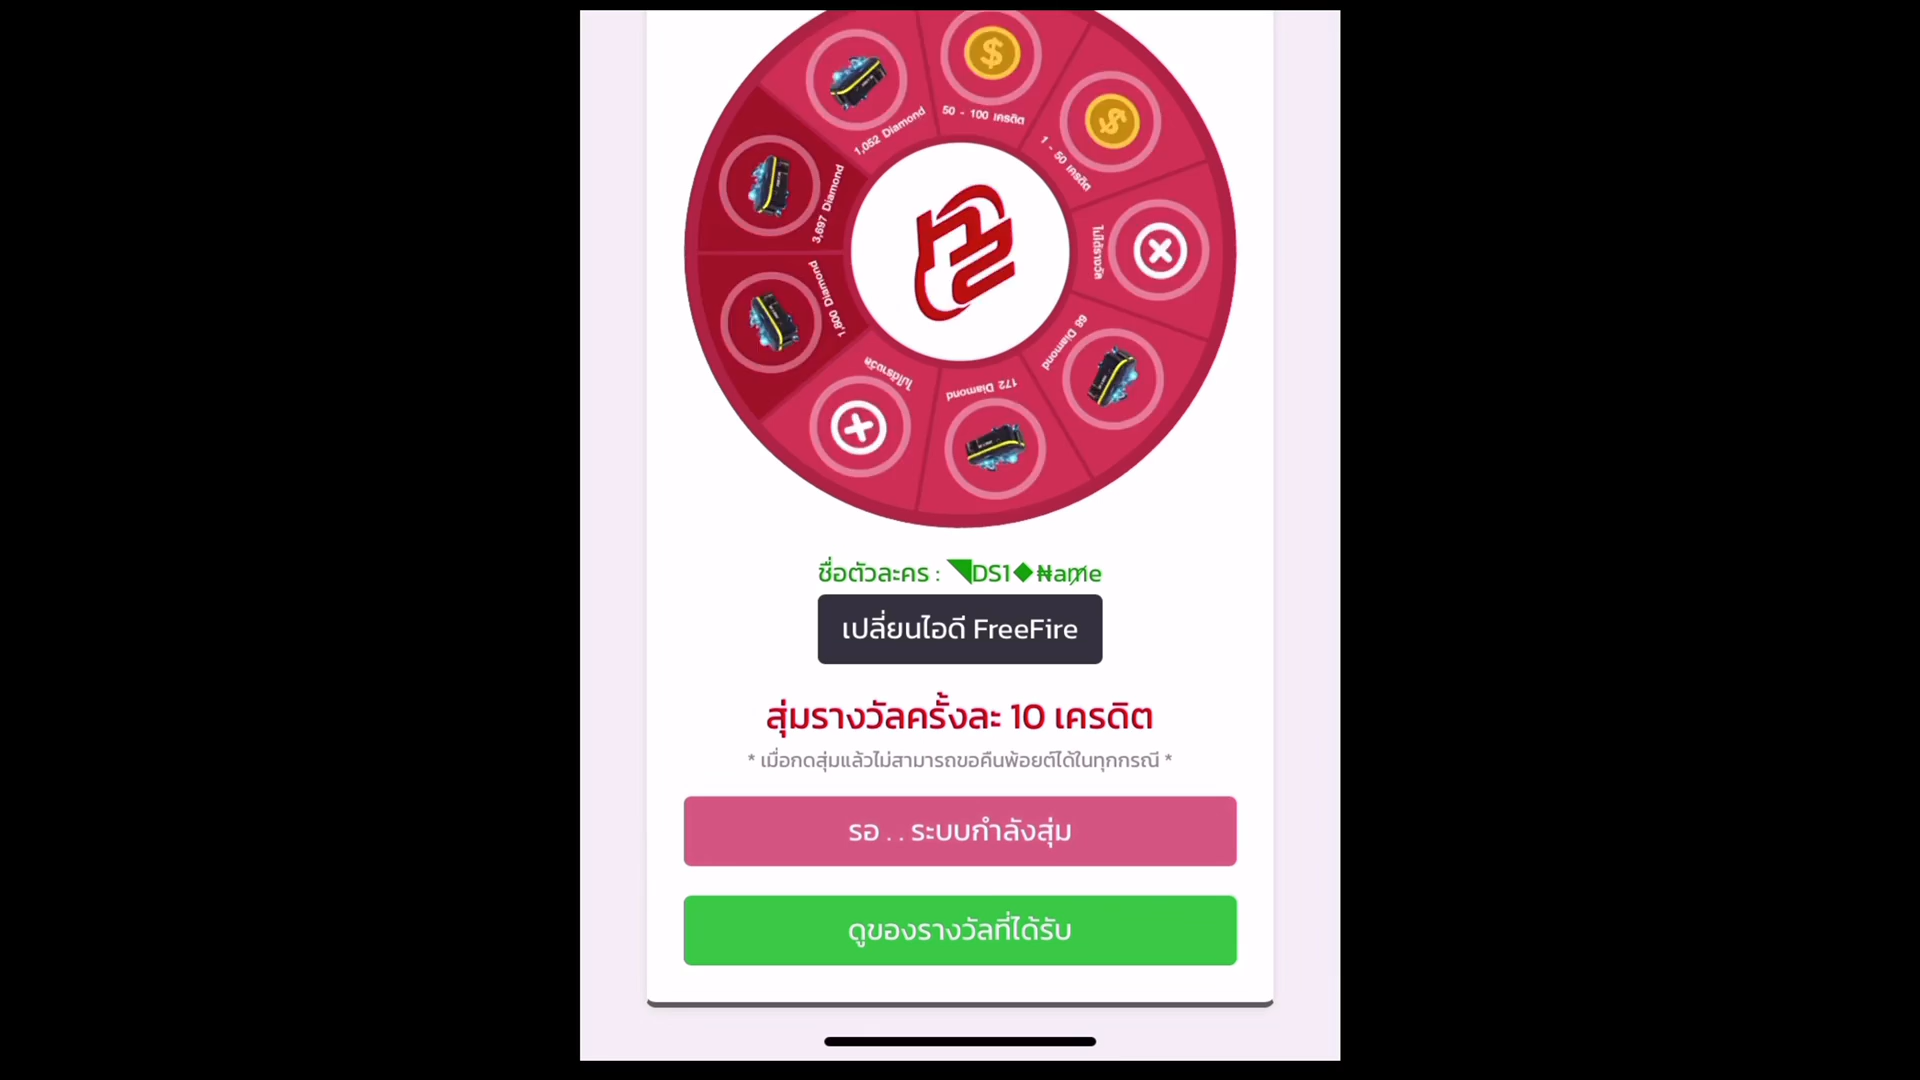 50 - 100 เครดิต
1,052 Diamond
1 - 50 เครดิต
3,697 Diamond
ไม่ได้รางวัล
1,800 Diamond
68 Diamond
ไม่ได้รางวัล
172 Diamond
ชื่อตัวละคร : ◥DS1◆₦am̸e
เปลี่ยนไอดี FreeFire
สุ่มรางวัลครั้งละ 10 เครดิต
* เมื่อกดสุ่มแล้วไม่สามารถขอคืนพ้อยต์ได้ในทุกกรณี *
รอ . . ระบบกำลังสุ่ม
ดูของรางวัลที่ได้รับ